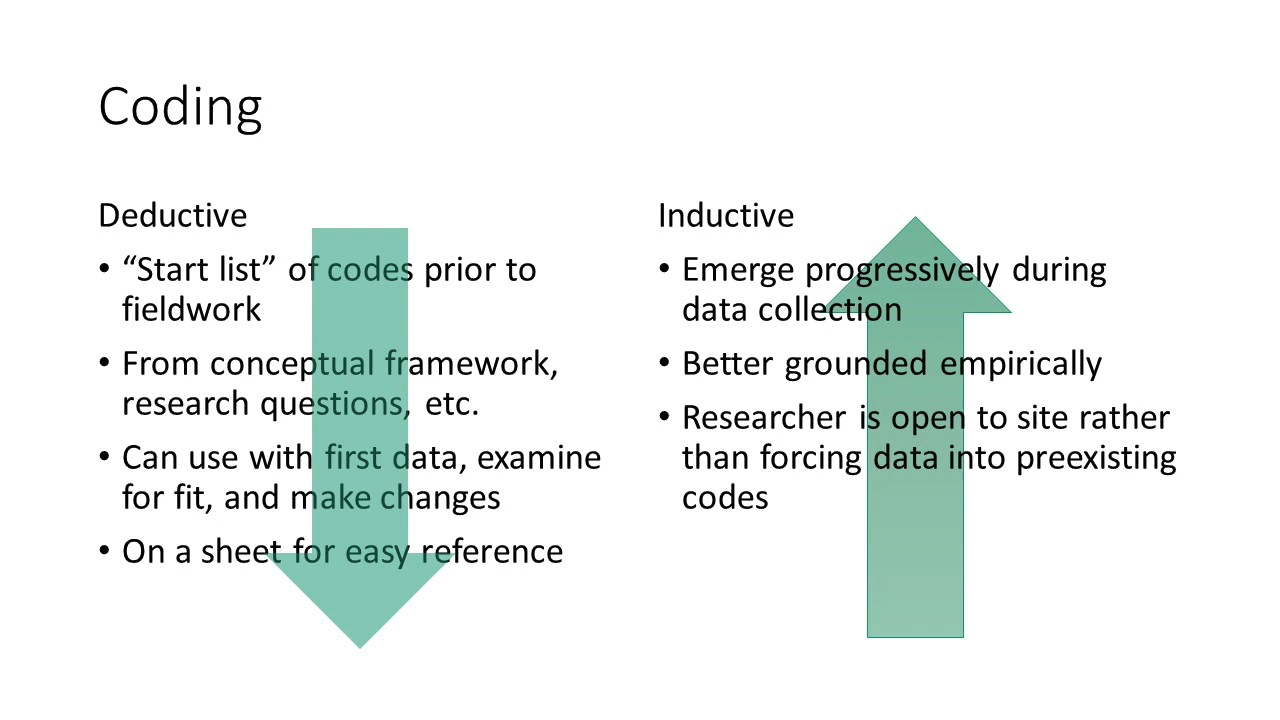 Coding
Deductive
• “Start list” of codes prior to
fieldwork
• From conceptual framework,
research questions, etc.
• Can use with first data, examine
for fit, and make changes
• On a sheet for easy reference
Inductive
• Emerge progressively during
data collection
• Better grounded empirically
• Researcher is open to site rather
than forcing data into preexisting
codes